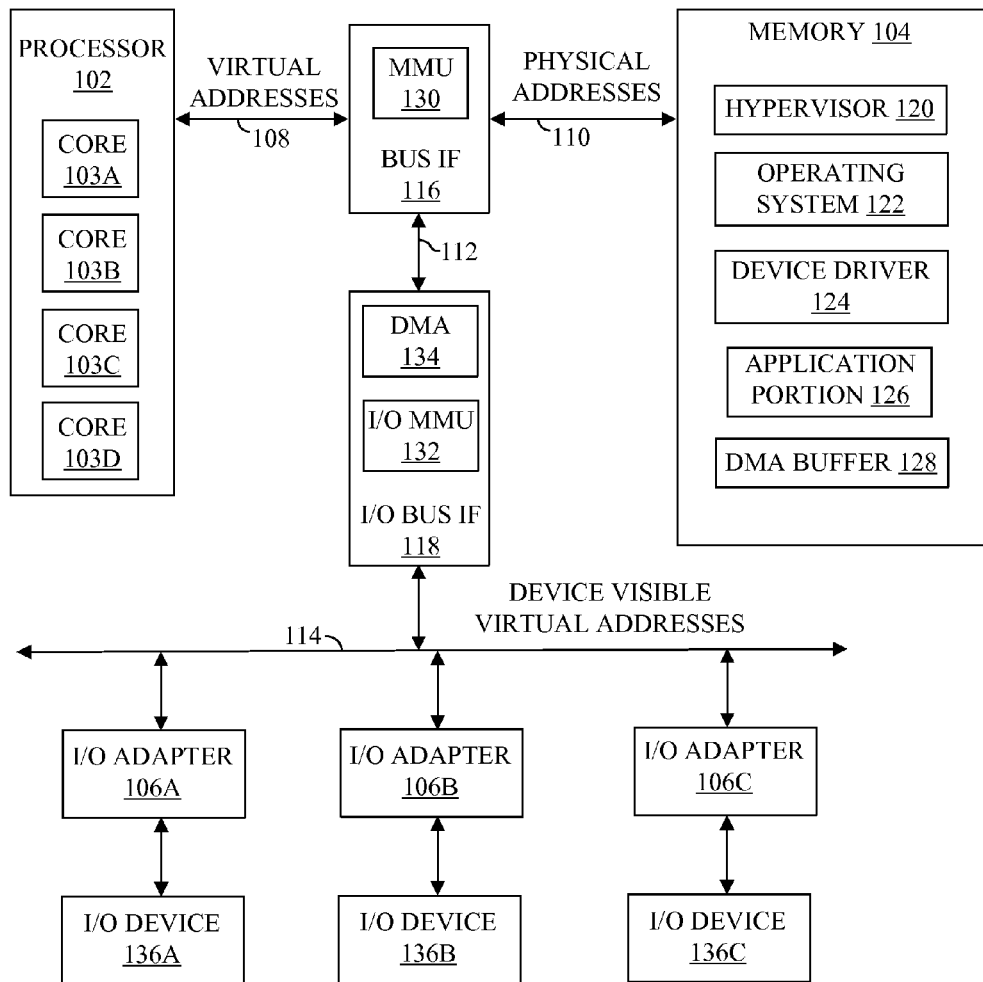 PROCESSOR
102
CORE
103A
CORE
103B
CORE
103C
CORE
103D
VIRTUAL
ADDRESSES
108
MMU
130
BUS IF
116
PHYSICAL
ADDRESSES
110
MEMORY 104
HYPERVISOR 120
OPERATING
SYSTEM 122
DEVICE DRIVER
124
APPLICATION
PORTION 126
DMA BUFFER 128
112
DMA
134
I/O MMU
132
I/O BUS IF
118
DEVICE VISIBLE
VIRTUAL ADDRESSES
114
I/O ADAPTER
106A
I/O ADAPTER
106B
I/O ADAPTER
106C
I/O DEVICE
136A
I/O DEVICE
136B
I/O DEVICE
136C